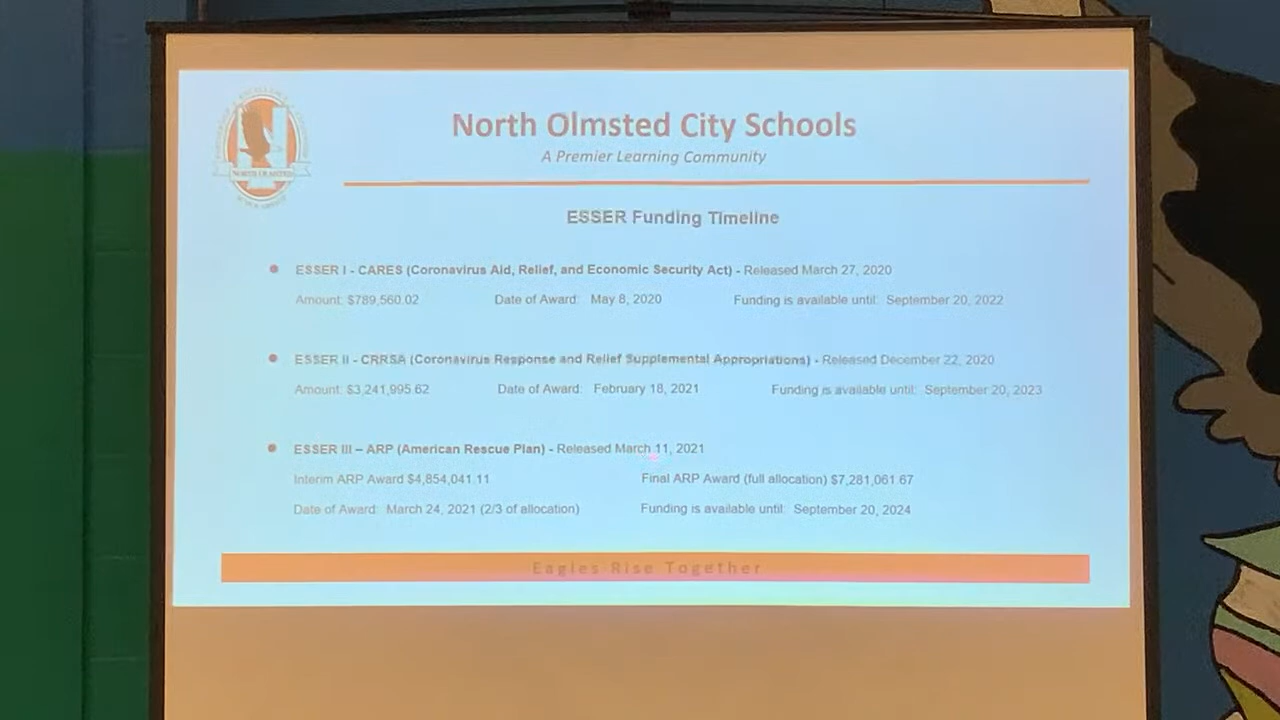 North Olmsted City Schools
A Premier Learning Community
NORTH OLMSTED
ESSER Funding Timeline
ESSER I - CARES (Coronavirus Aid, Relief, and Economic Security Act) - Released March 27, 2020
Amount: $789,560.02 Date of Award: May 8, 2020 Funding is available until: September 20, 2022
ESSER II - CRRSA (Coronavirus Response and Relief Supplemental Appropriations) - Released December 22, 2020
Amount: $3,241,995.62 Date of Award: February 18, 2021 Funding is available until: September 20, 2023
ESSER III – ARP (American Rescue Plan) - Released March 11, 2021
Interim ARP Award $4,854,041.11 Final ARP Award (full allocation) $7,281,061.67
Date of Award: March 24, 2021 (2/3 of allocation) Funding is available until: September 20, 2024
Eagles Rise Together